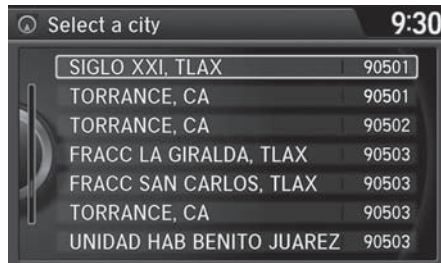 Select a city 9:30
SIGLO XXI, TLAX 90501
TORRANCE, CA 90501
TORRANCE, CA 90502
FRACC LA GIRALDA, TLAX 90503
FRACC SAN CARLOS, TLAX 90503
TORRANCE, CA 90503
UNIDAD HAB BENITO JUAREZ 90503